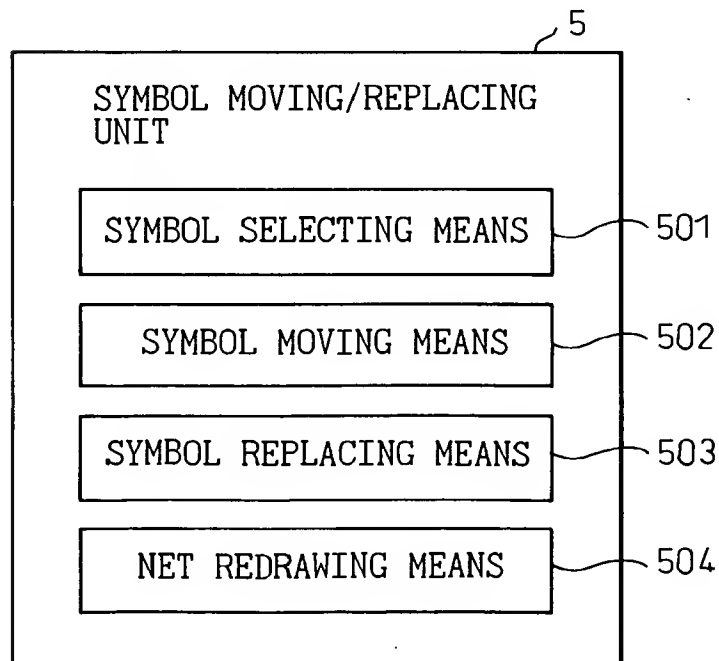 5
SYMBOL MOVING/REPLACING
UNIT
SYMBOL SELECTING MEANS
501
SYMBOL MOVING MEANS
502
SYMBOL REPLACING MEANS
503
NET REDRAWING MEANS
504